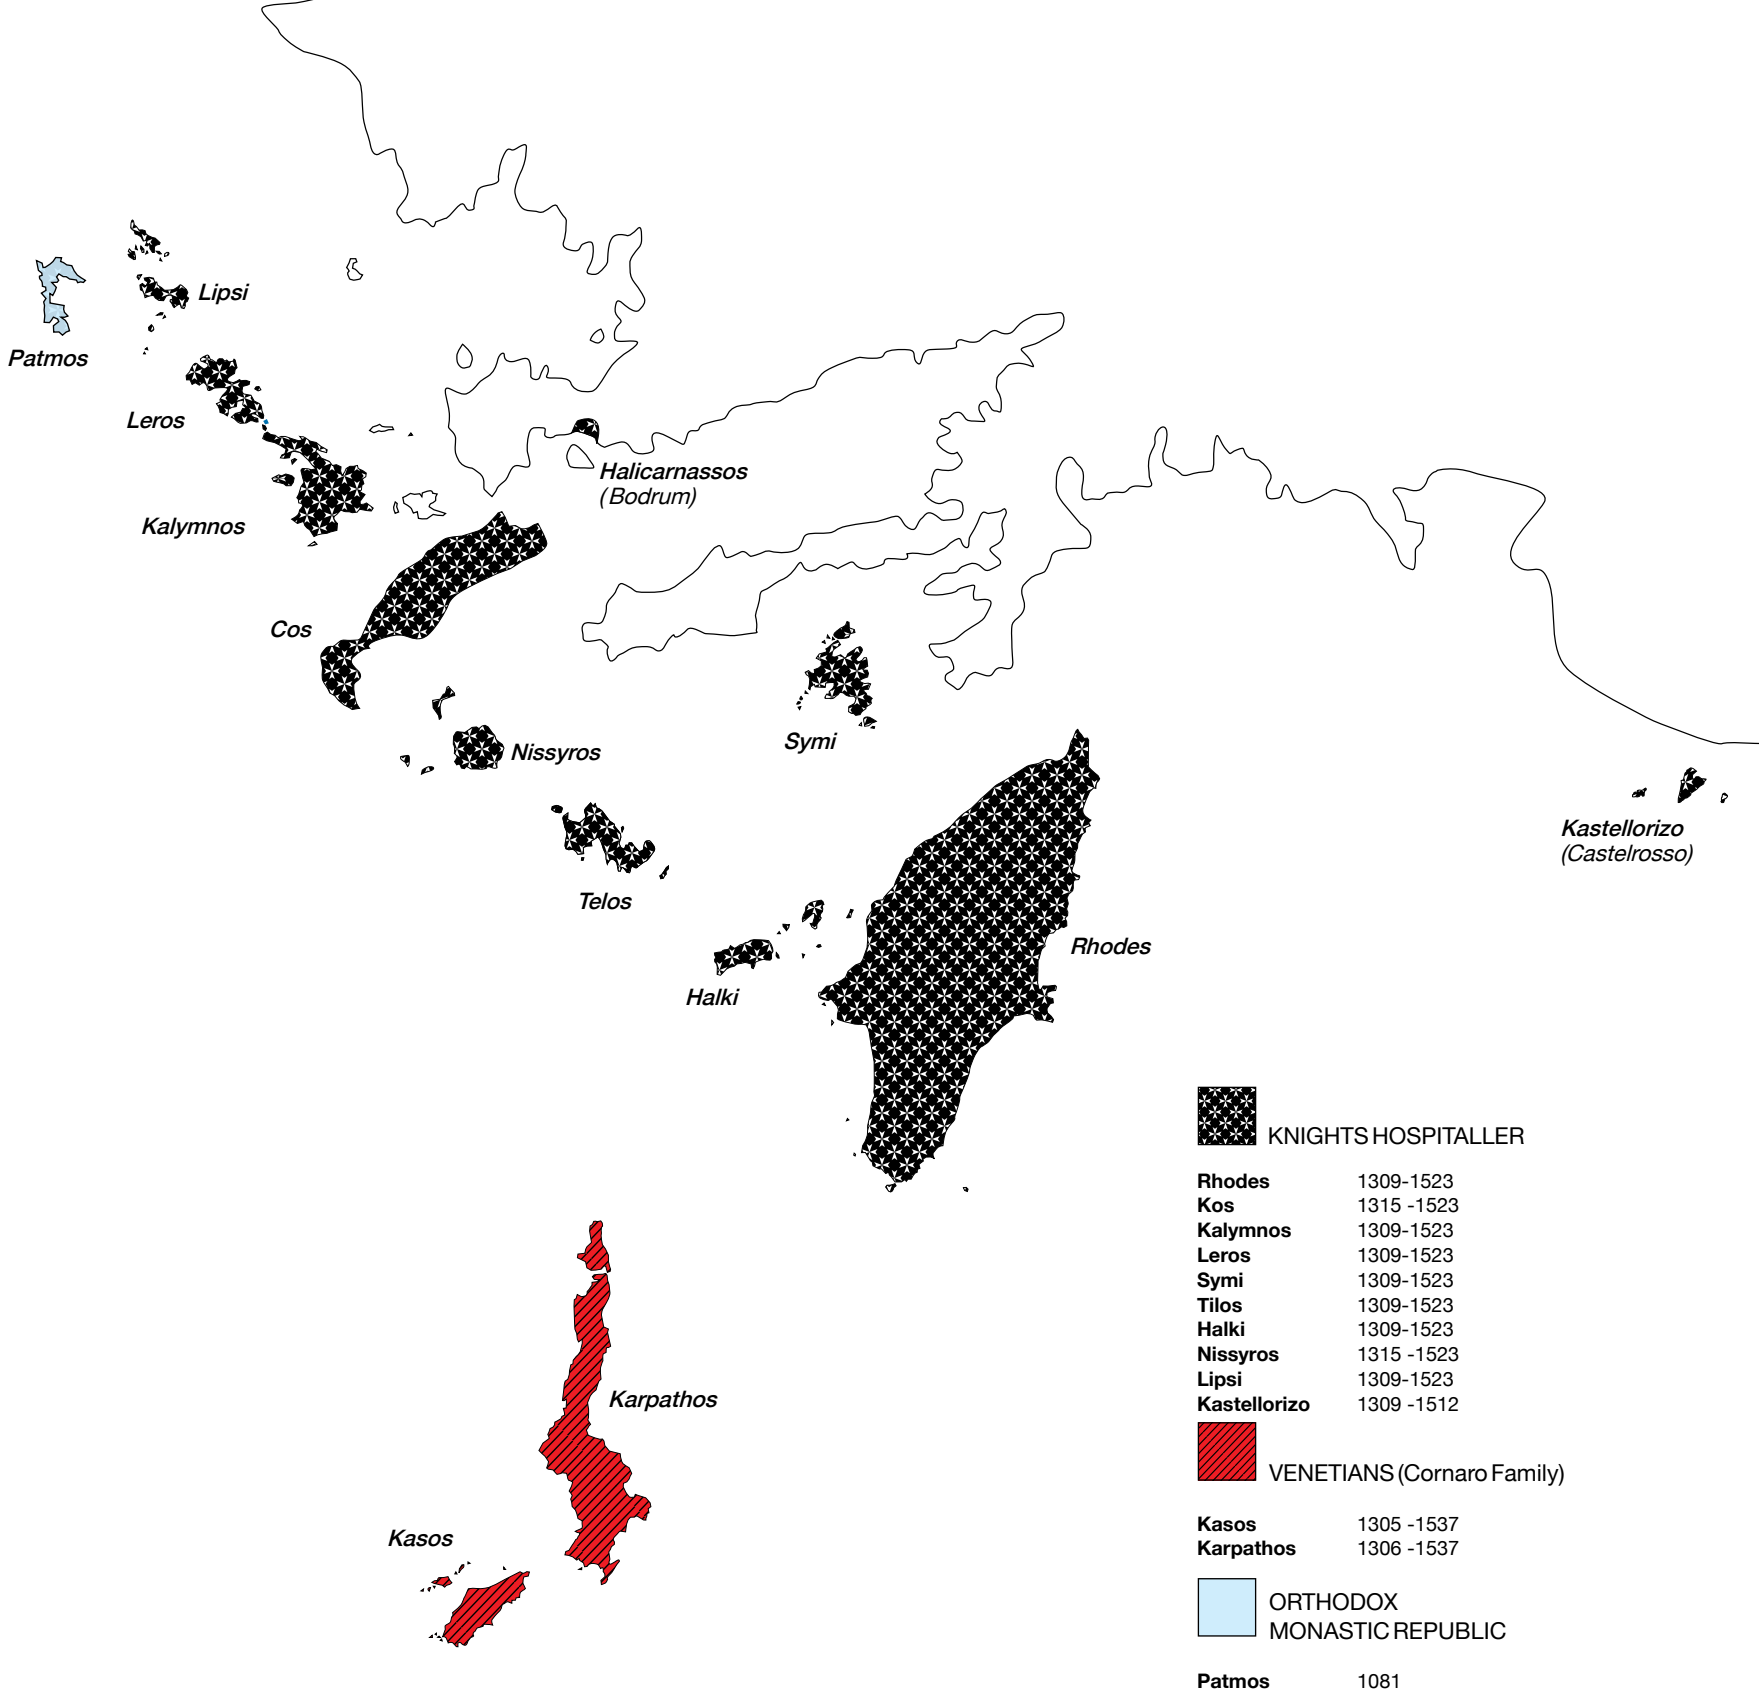 Lipsi
Patmos
Leros
Halicarnassos
(Bodrum)
Kalymnos
Cos
Symi
Nissyros
Kastellorizo
(Castelrosso)
Telos
Rhodes
Halki
Karpathos
Kasos
KNIGHTS HOSPITALLER
Rhodes 1309-1523
Kos 1315 -1523
Kalymnos 1309-1523
Leros 1309-1523
Symi 1309-1523
Tilos 1309-1523
Halki 1309-1523
Nissyros 1315 -1523
Lipsi 1309-1523
Kastellorizo 1309 -1512
VENETIANS (Cornaro Family)
Kasos 1305 -1537
Karpathos 1306 -1537
ORTHODOX
MONASTIC REPUBLIC
Patmos 1081